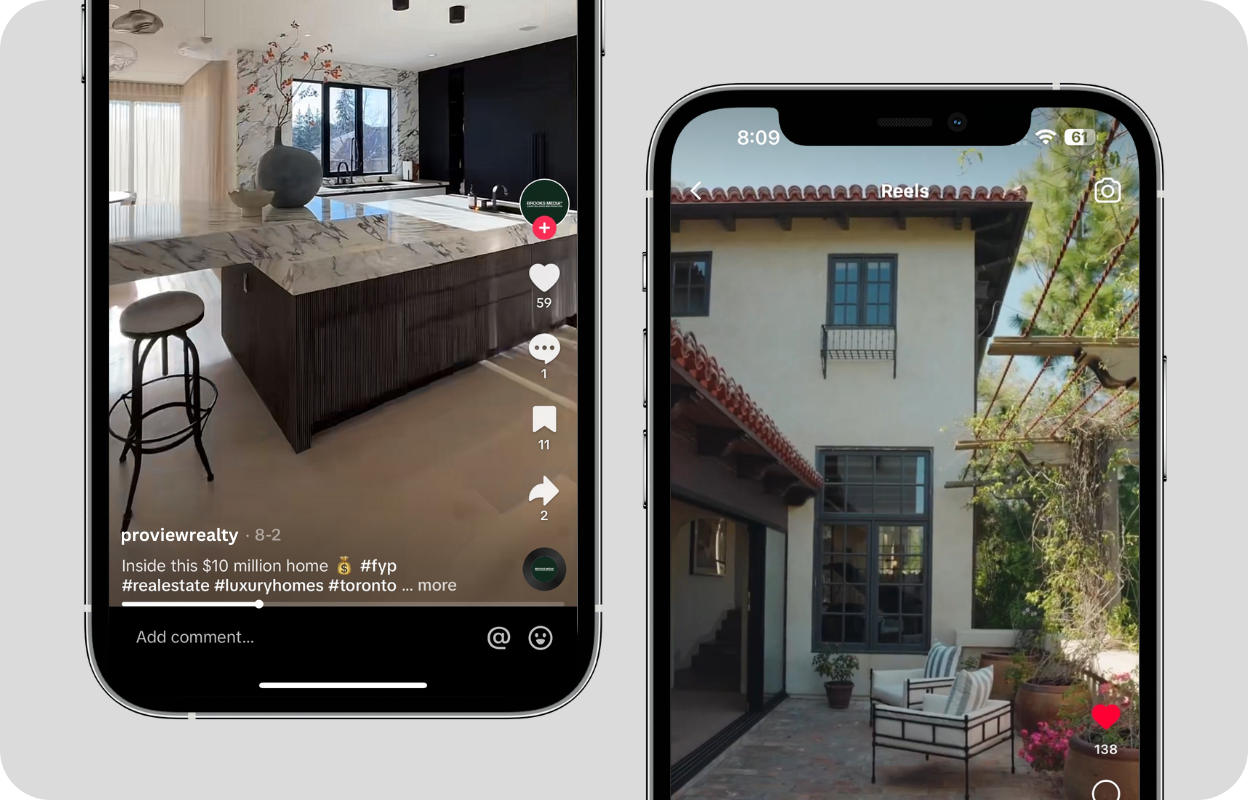 BROOKS MEDIA
59
1
11
2
proviewrealty · 8-2
Inside this $10 million home 💰 #fyp
#realestate #luxuryhomes #toronto ... more
Add comment...
8:09
61
Reels
138